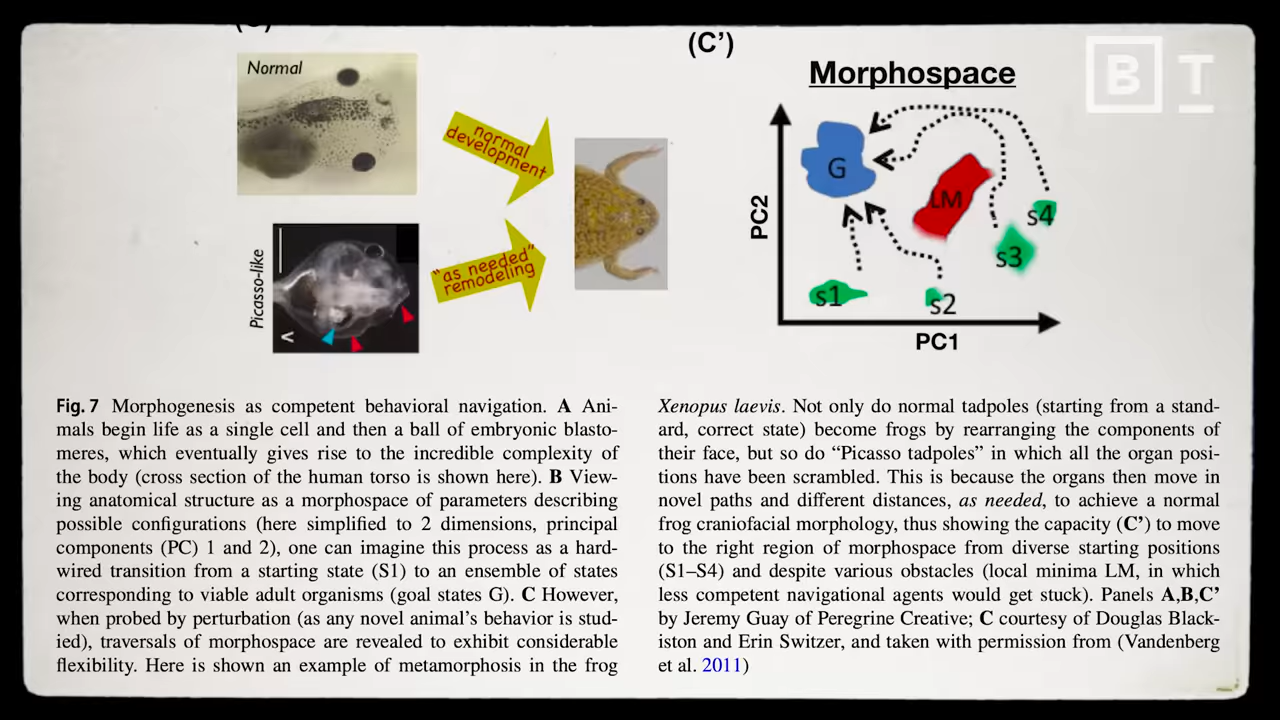 (C')
B T
Normal
Morphospace
normal
development
G
LM
PC2
s4
Picasso-like
"as needed"
remodeling
s3
s1
s2
<
PC1
Fig. 7 Morphogenesis as competent behavioral navigation. A Ani-
mals begin life as a single cell and then a ball of embryonic blasto-
meres, which eventually gives rise to the incredible complexity of
the body (cross section of the human torso is shown here). B View-
ing anatomical structure as a morphospace of parameters describing
possible configurations (here simplified to 2 dimensions, principal
components (PC) 1 and 2), one can imagine this process as a hard-
wired transition from a starting state (S1) to an ensemble of states
corresponding to viable adult organisms (goal states G). C However,
when probed by perturbation (as any novel animal's behavior is stud-
ied), traversals of morphospace are revealed to exhibit considerable
flexibility. Here is shown an example of metamorphosis in the frog
Xenopus laevis. Not only do normal tadpoles (starting from a stand-
ard, correct state) become frogs by rearranging the components of
their face, but so do “Picasso tadpoles” in which all the organ posi-
tions have been scrambled. This is because the organs then move in
novel paths and different distances, as needed, to achieve a normal
frog craniofacial morphology, thus showing the capacity (C’) to move
to the right region of morphospace from diverse starting positions
(S1–S4) and despite various obstacles (local minima LM, in which
less competent navigational agents would get stuck). Panels A,B,C’
by Jeremy Guay of Peregrine Creative; C courtesy of Douglas Black-
iston and Erin Switzer, and taken with permission from (Vandenberg
et al. 2011)